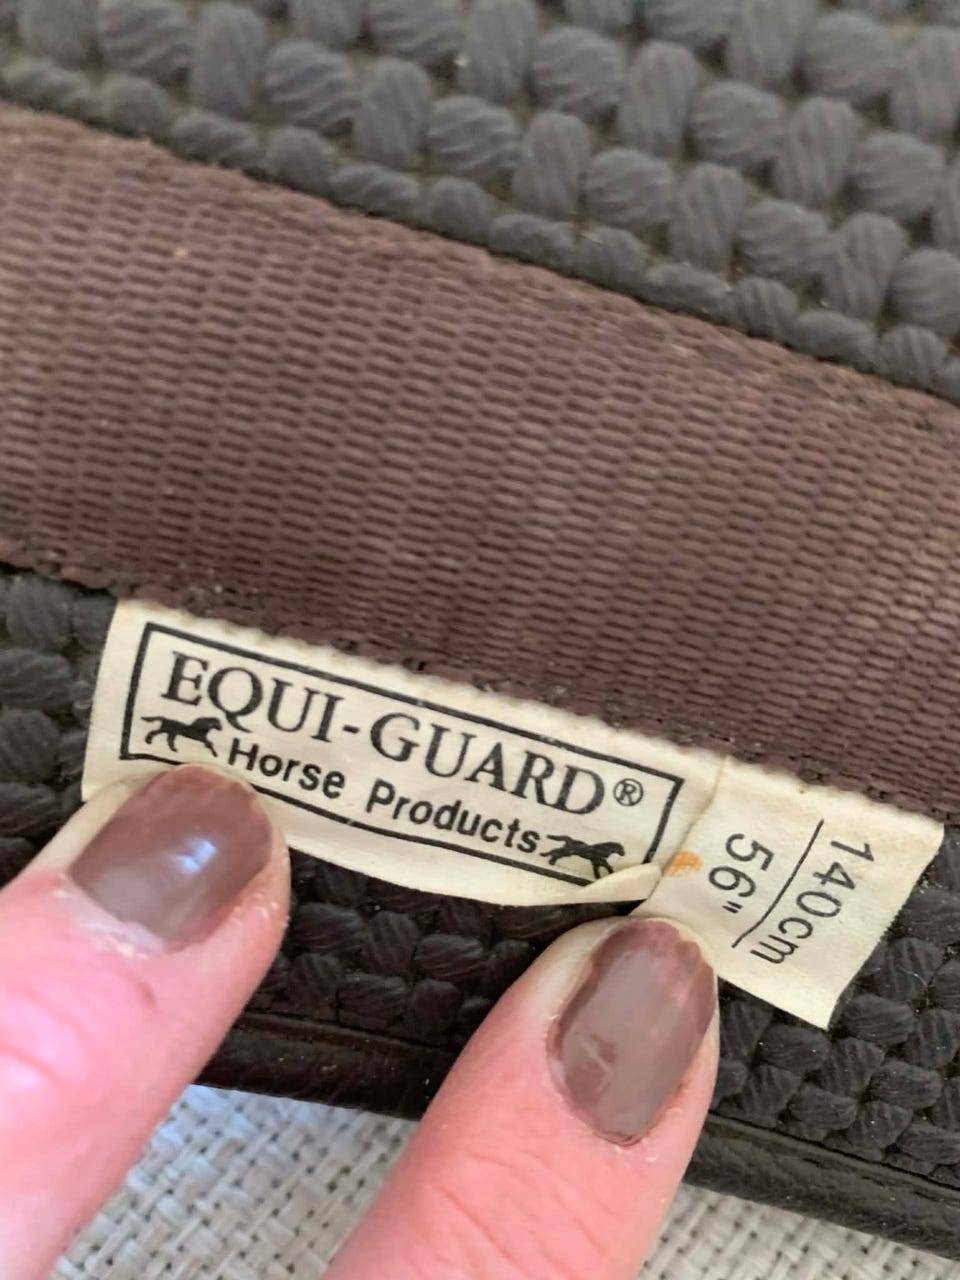 EQUI-GUARD®
Horse Products
140cm
56"